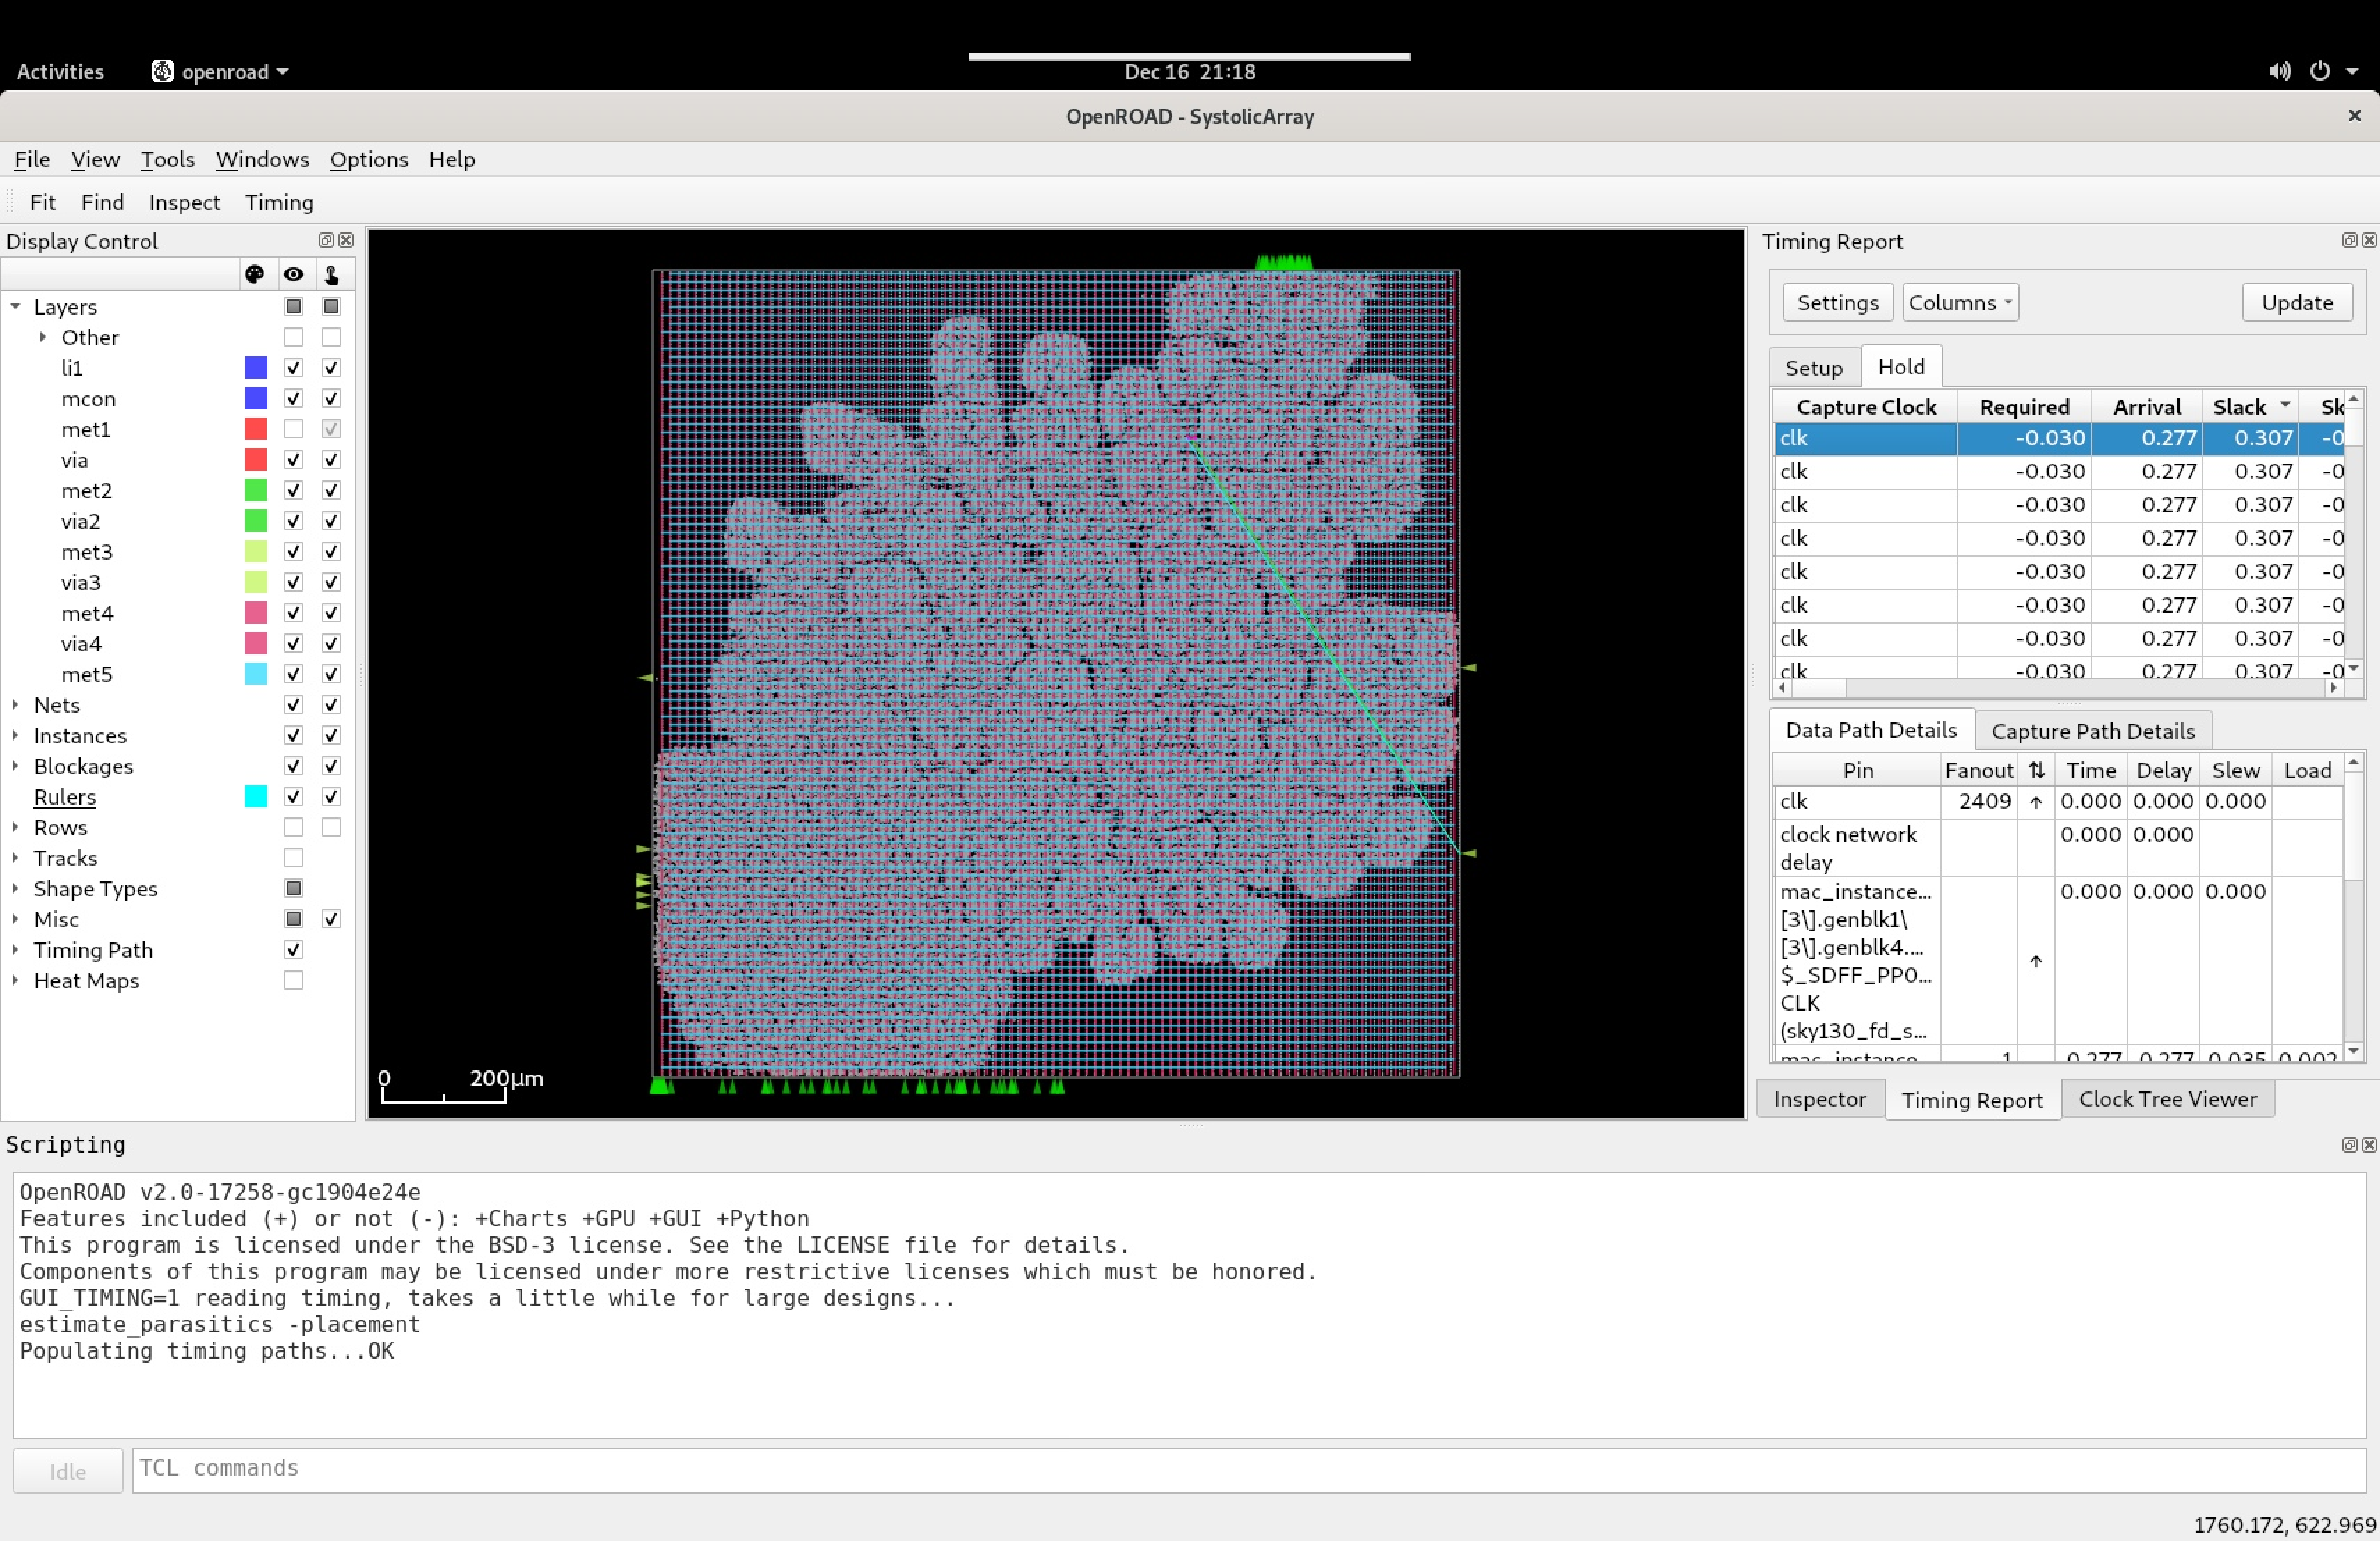 Activities openroad Dec 16 21:18
OpenROAD - SystolicArray
File View Tools Windows Options Help
Fit Find Inspect Timing
Display Control
Layers
Other
li1
mcon
met1
via
met2
via2
met3
via3
met4
via4
met5
Nets
Instances
Blockages
Rulers
Rows
Tracks
Shape Types
Misc
Timing Path
Heat Maps
0 200μm
Timing Report
Settings Columns Update
Setup Hold
Capture Clock Required Arrival Slack Sk
clk -0.030 0.277 0.307 -0
clk -0.030 0.277 0.307 -0
clk -0.030 0.277 0.307 -0
clk -0.030 0.277 0.307 -0
clk -0.030 0.277 0.307 -0
clk -0.030 0.277 0.307 -0
clk -0.030 0.277 0.307 -0
clk -0.030 0.277 0.307 -0
Data Path Details Capture Path Details
Pin Fanout ⇅ Time Delay Slew Load
clk 2409 ↑ 0.000 0.000 0.000
clock network 0.000 0.000
delay
mac_instance... 0.000 0.000 0.000
[3\].genblk1\
[3\].genblk4....
$_SDFF_PP0... ↑
CLK
(sky130_fd_s...
mac_instance 1 0.277 0.277 0.035 0.002
Inspector Timing Report Clock Tree Viewer
Scripting
OpenROAD v2.0-17258-gc1904e24e
Features included (+) or not (-): +Charts +GPU +GUI +Python
This program is licensed under the BSD-3 license. See the LICENSE file for details.
Components of this program may be licensed under more restrictive licenses which must be honored.
GUI_TIMING=1 reading timing, takes a little while for large designs...
estimate_parasitics -placement
Populating timing paths...OK
Idle TCL commands
1760.172, 622.969